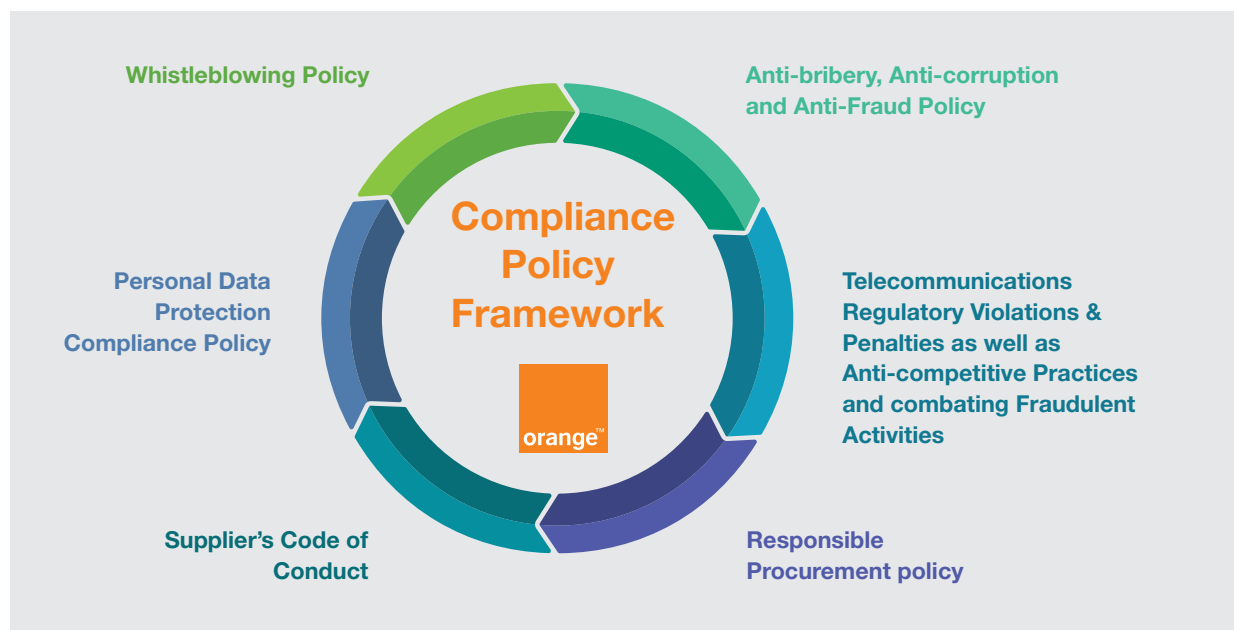 Whistleblowing Policy
Anti-bribery, Anti-corruption
and Anti-Fraud Policy
Compliance
Policy
Framework
orange™
Personal Data
Protection
Compliance Policy
Telecommunications
Regulatory Violations &
Penalties as well as
Anti-competitive Practices
and combating Fraudulent
Activities
Supplier’s Code of
Conduct
Responsible
Procurement policy